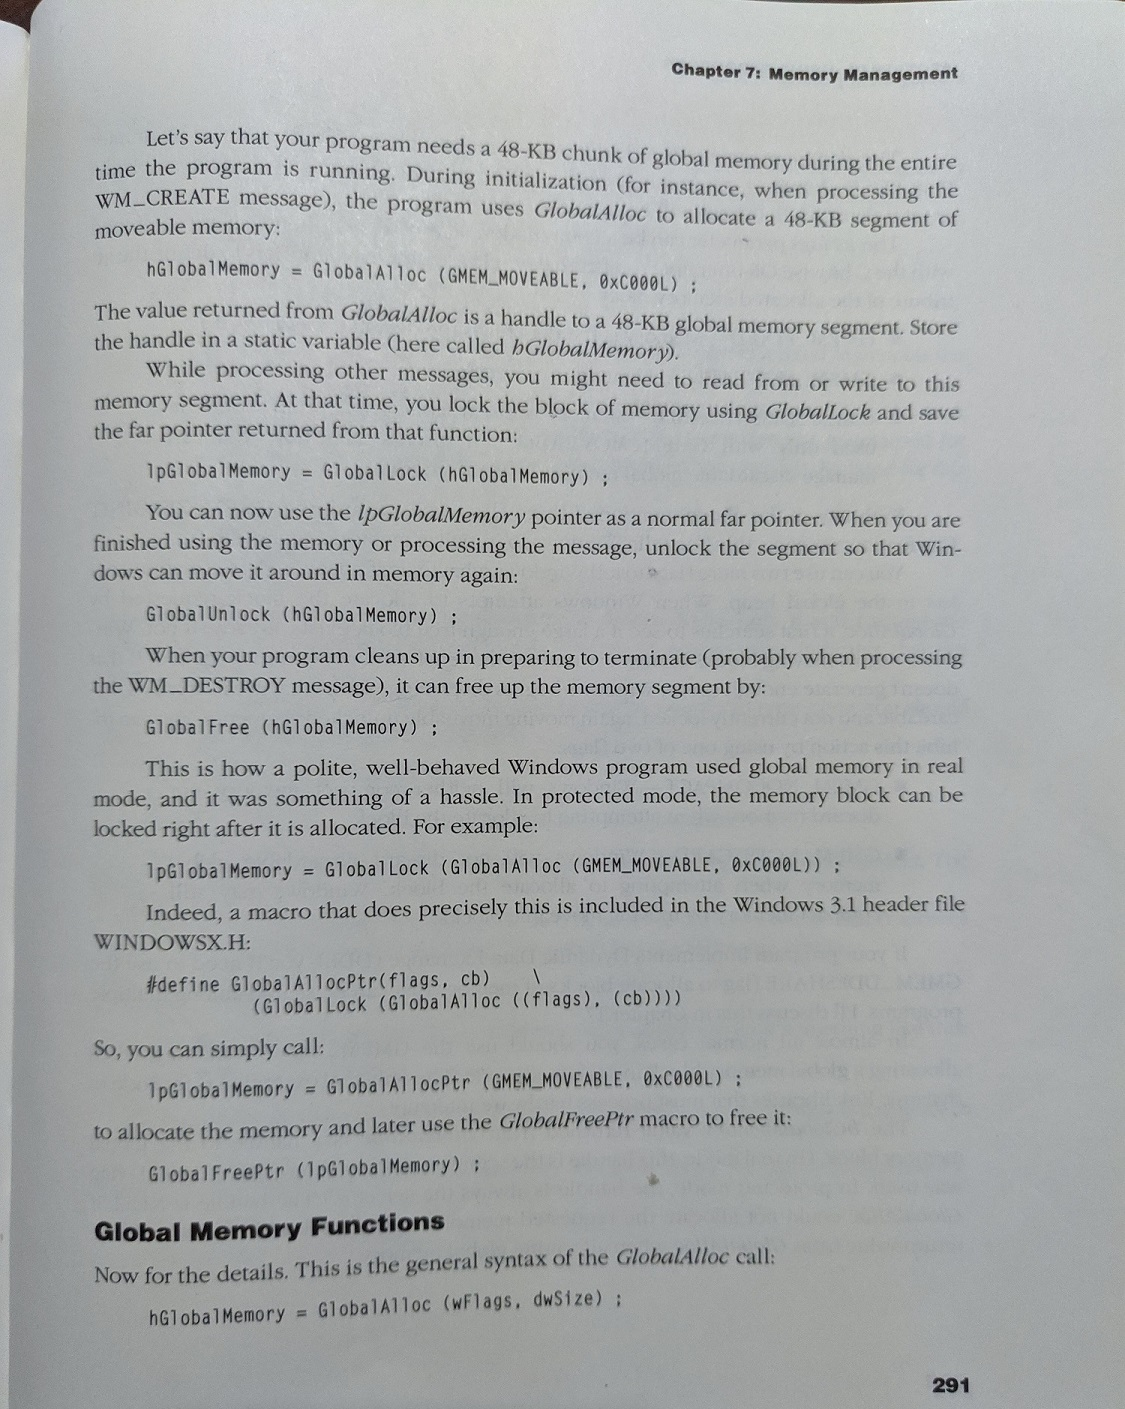 Chapter 7: Memory Management
Let's say that your program needs a 48-KB chunk of global memory during the entire
time the program is running. During initialization (for instance, when processing the
WM_CREATE message), the program uses GlobalAlloc to allocate a 48-KB segment of
moveable memory:
hGlobalMemory = GlobalAlloc (GMEM_MOVEABLE, 0xC000L) ;
The value returned from GlobalAlloc is a handle to a 48-KB global memory segment. Store
the handle in a static variable (here called hGlobalMemory).
While processing other messages, you might need to read from or write to this
memory segment. At that time, you lock the block of memory using GlobalLock and save
the far pointer returned from that function:
lpGlobalMemory = GlobalLock (hGlobalMemory) ;
You can now use the lpGlobalMemory pointer as a normal far pointer. When you are
finished using the memory or processing the message, unlock the segment so that Win-
dows can move it around in memory again:
GlobalUnlock (hGlobalMemory) ;
When your program cleans up in preparing to terminate (probably when processing
the WM_DESTROY message), it can free up the memory segment by:
GlobalFree (hGlobalMemory) ;
This is how a polite, well-behaved Windows program used global memory in real
mode, and it was something of a hassle. In protected mode, the memory block can be
locked right after it is allocated. For example:
lpGlobalMemory = GlobalLock (GlobalAlloc (GMEM_MOVEABLE, 0xC000L)) ;
Indeed, a macro that does precisely this is included in the Windows 3.1 header file
WINDOWSX.H:
#define GlobalAllocPtr(flags, cb) \
(GlobalLock (GlobalAlloc ((flags), (cb))))
So, you can simply call:
lpGlobalMemory = GlobalAllocPtr (GMEM_MOVEABLE, 0xC000L) ;
to allocate the memory and later use the GlobalFreePtr macro to free it:
GlobalFreePtr (lpGlobalMemory) ;
Global Memory Functions
Now for the details. This is the general syntax of the GlobalAlloc call:
hGlobalMemory = GlobalAlloc (wFlags, dwSize) ;
291